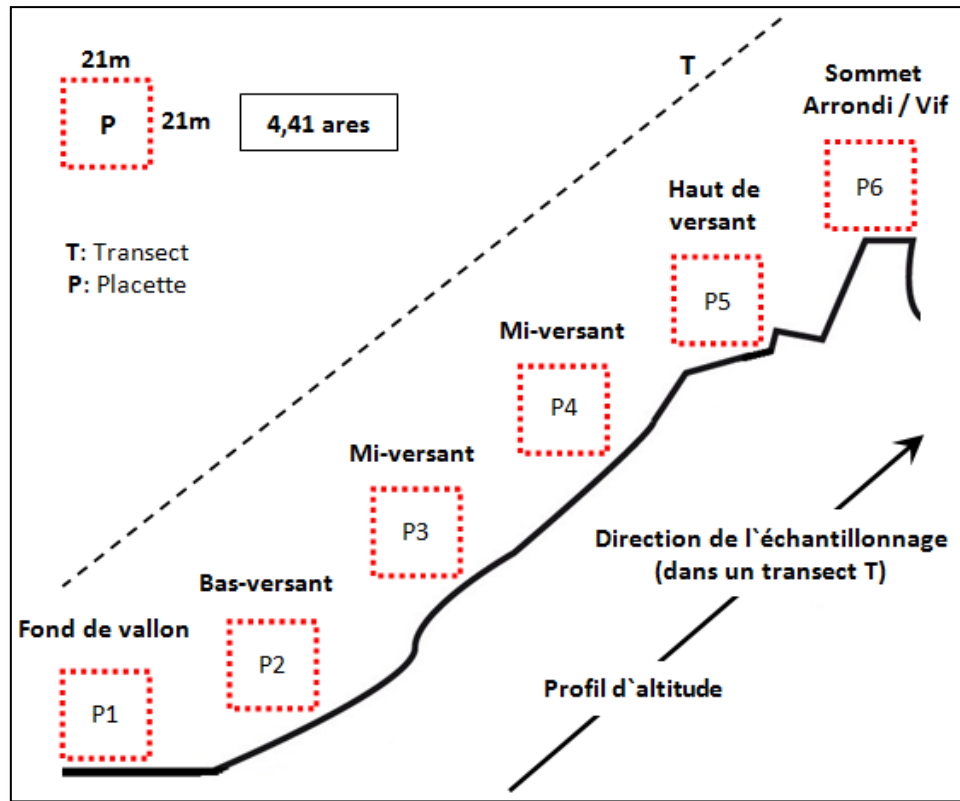 21m
P
21m
4,41 ares
T: Transect
P: Placette
T
Sommet
Arrondi / Vif
P6
Haut de
versant
P5
Mi-versant
P4
Mi-versant
P3
Bas-versant
P2
Fond de vallon
P1
Direction de l`échantillonnage
(dans un transect T)
Profil d`altitude